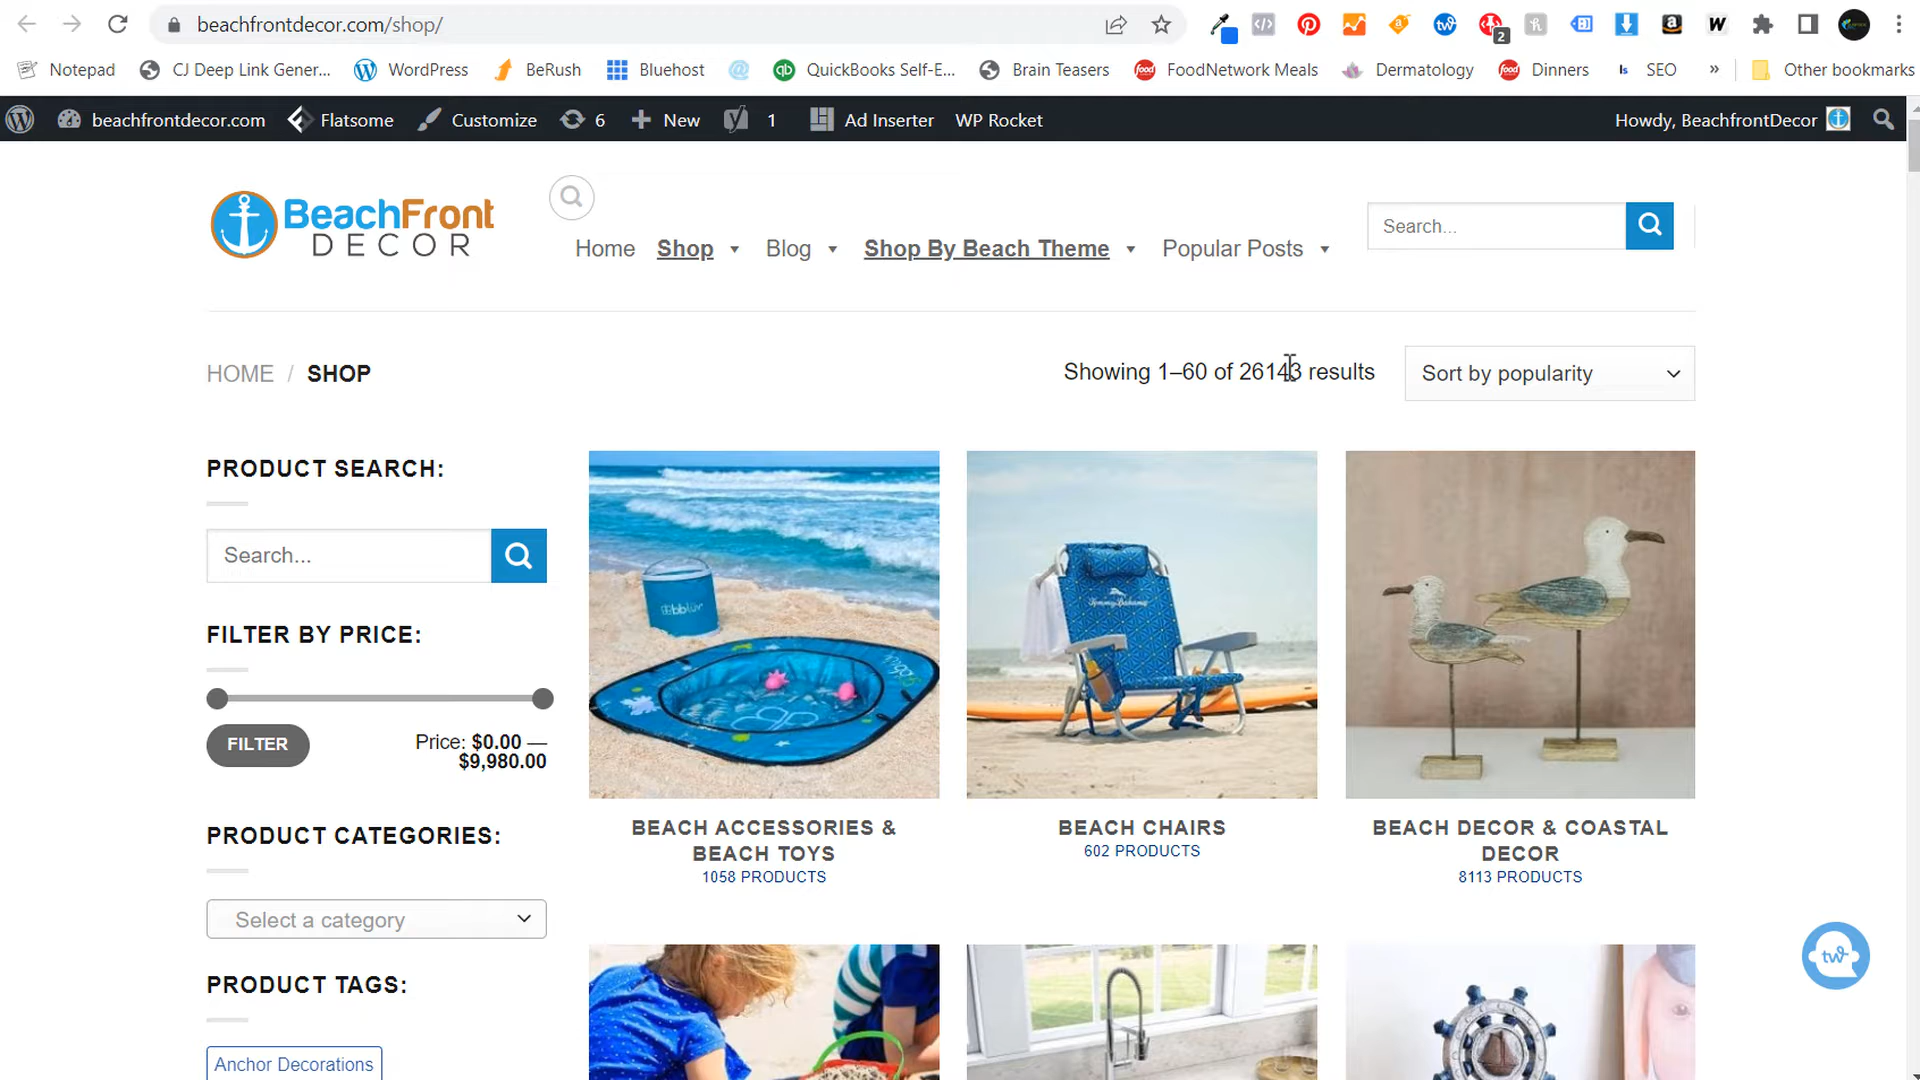 beachfrontdecor.com/shop/
2
Notepad CJ Deep Link Gener... WordPress BeRush Bluehost QuickBooks Self-E... Brain Teasers FoodNetwork Meals Dermatology Dinners SEO » Other bookmarks
beachfrontdecor.com Flatsome Customize 6 New 1 Ad Inserter WP Rocket Howdy, BeachfrontDecor
BeachFront
DECOR
Search...
Home Shop Blog Shop By Beach Theme Popular Posts
HOME / SHOP
Showing 1–60 of 26143 results
Sort by popularity
PRODUCT SEARCH:
Search...
FILTER BY PRICE:
FILTER
Price: $0.00 —
$9,980.00
PRODUCT CATEGORIES:
Select a category
PRODUCT TAGS:
Anchor Decorations
bbluv
Tommy Bahama
BEACH ACCESSORIES &
BEACH TOYS
1058 PRODUCTS
BEACH CHAIRS
602 PRODUCTS
BEACH DECOR & COASTAL
DECOR
8113 PRODUCTS
tw